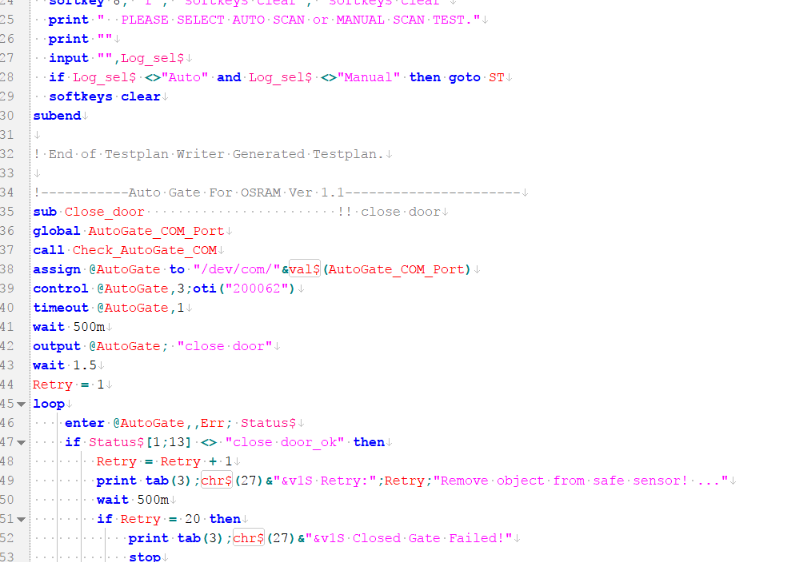 24 softkey 8, "", "softkeys clear", "softkeys clear"
25 print "  PLEASE SELECT AUTO SCAN or MANUAL SCAN TEST."
26 print ""
27 input "",Log_sel$
28 if Log_sel$ <>"Auto" and Log_sel$ <>"Manual" then goto ST
29 softkeys clear
30 subend
31
32 ! End of Testplan Writer Generated Testplan.
33
34 !-----------Auto Gate For OSRAM Ver 1.1----------------------
35 sub Close_door !! close door
36 global AutoGate_COM_Port
37 call Check_AutoGate_COM
38 assign @AutoGate to "/dev/com/"&val$(AutoGate_COM_Port)
39 control @AutoGate,3;oti("200062")
40 timeout @AutoGate,1
41 wait 500m
42 output @AutoGate; "close door"
43 wait 1.5
44 Retry = 1
45 loop
46 enter @AutoGate,,Err; Status$
47 if Status$[1;13] <> "close door_ok" then
48 Retry = Retry + 1
49 print tab(3);chr$(27)&"&v1S Retry:";Retry;"Remove object from safe sensor! ..."
50 wait 500m
51 if Retry = 20 then
52 print tab(3);chr$(27)&"&v1S Closed Gate Failed!"
53 stop